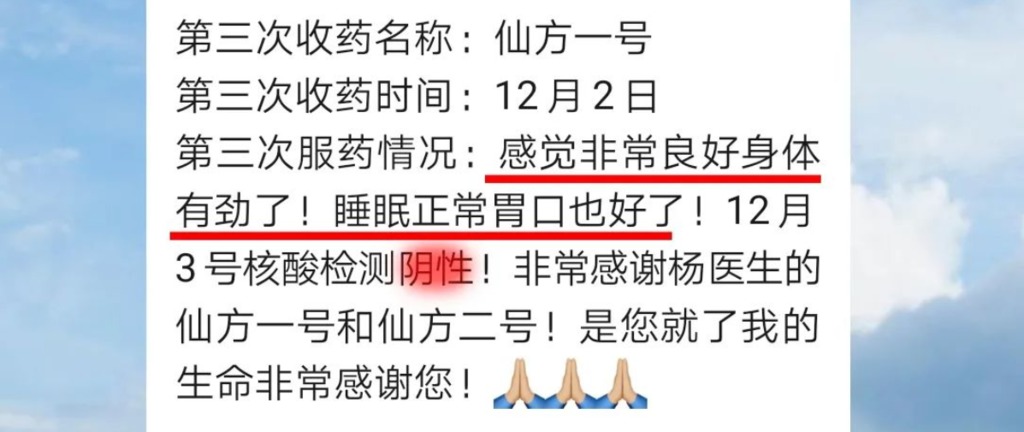 第三次收药名称：仙方一号
第三次收药时间：12月2日
第三次服药情况：感觉非常良好身体
有劲了！睡眠正常胃口也好了！12月
3号核酸检测阴性！非常感谢杨医生的
仙方一号和仙方二号！是您就了我的
生命非常感谢您！🙏🙏🙏